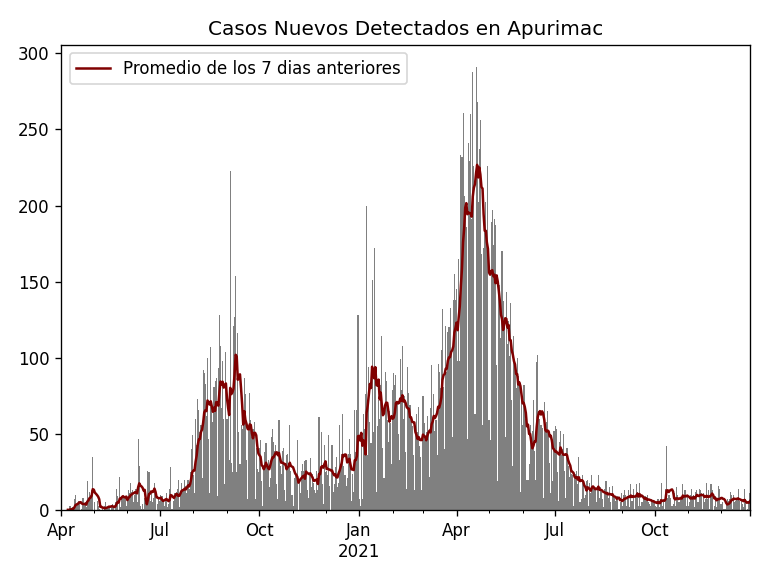 Casos Nuevos Detectados en Apurimac
Promedio de los 7 dias anteriores
300
250
200
150
100
50
0
Apr Jul Oct Jan Apr Jul Oct
2021